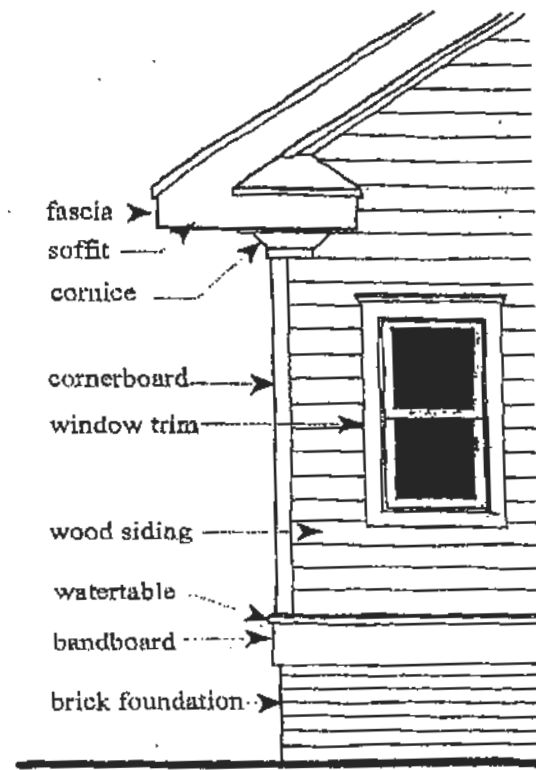 fascia
soffit
cornice
cornerboard
window trim
wood siding
watertable
bandboard
brick foundation